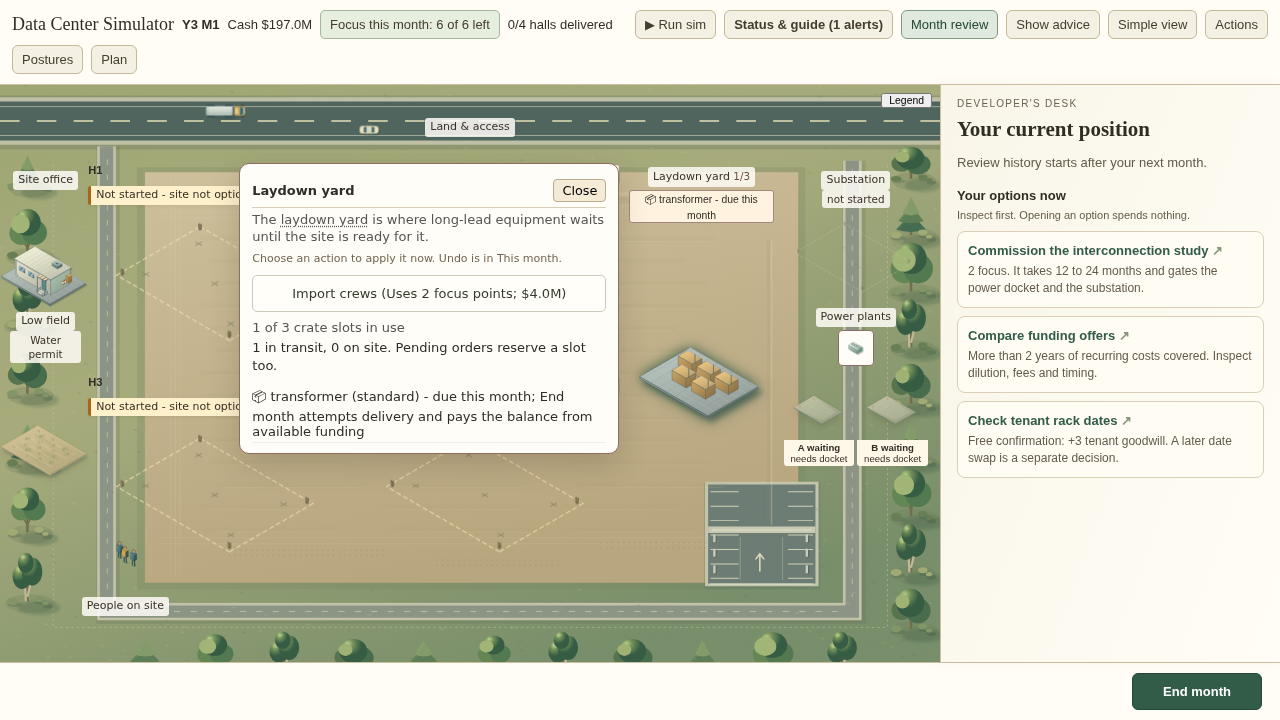 Data Center Simulator Y3 M1 Cash $197.0M Focus this month: 6 of 6 left 0/4 halls delivered ▶ Run sim Status & guide (1 alerts) Month review Show advice Simple view Actions
Postures Plan
Legend
Land & access
Site office
H1
Not started - site not optio
Low field
Water
permit
H3
Not started - site not optio
People on site
Laydown yard Close
The laydown yard is where long-lead equipment waits
until the site is ready for it.
Choose an action to apply it now. Undo is in This month.
Import crews (Uses 2 focus points; $4.0M)
1 of 3 crate slots in use
1 in transit, 0 on site. Pending orders reserve a slot
too.
transformer (standard) - due this month; End
month attempts delivery and pays the balance from
available funding
Laydown yard 1/3
transformer - due this
month
Substation
not started
Power plants
A waiting
needs docket
B waiting
needs docket
DEVELOPER'S DESK
Your current position
Review history starts after your next month.
Your options now
Inspect first. Opening an option spends nothing.
Commission the interconnection study ↗
2 focus. It takes 12 to 24 months and gates the
power docket and the substation.
Compare funding offers ↗
More than 2 years of recurring costs covered. Inspect
dilution, fees and timing.
Check tenant rack dates ↗
Free confirmation: +3 tenant goodwill. A later date
swap is a separate decision.
End month